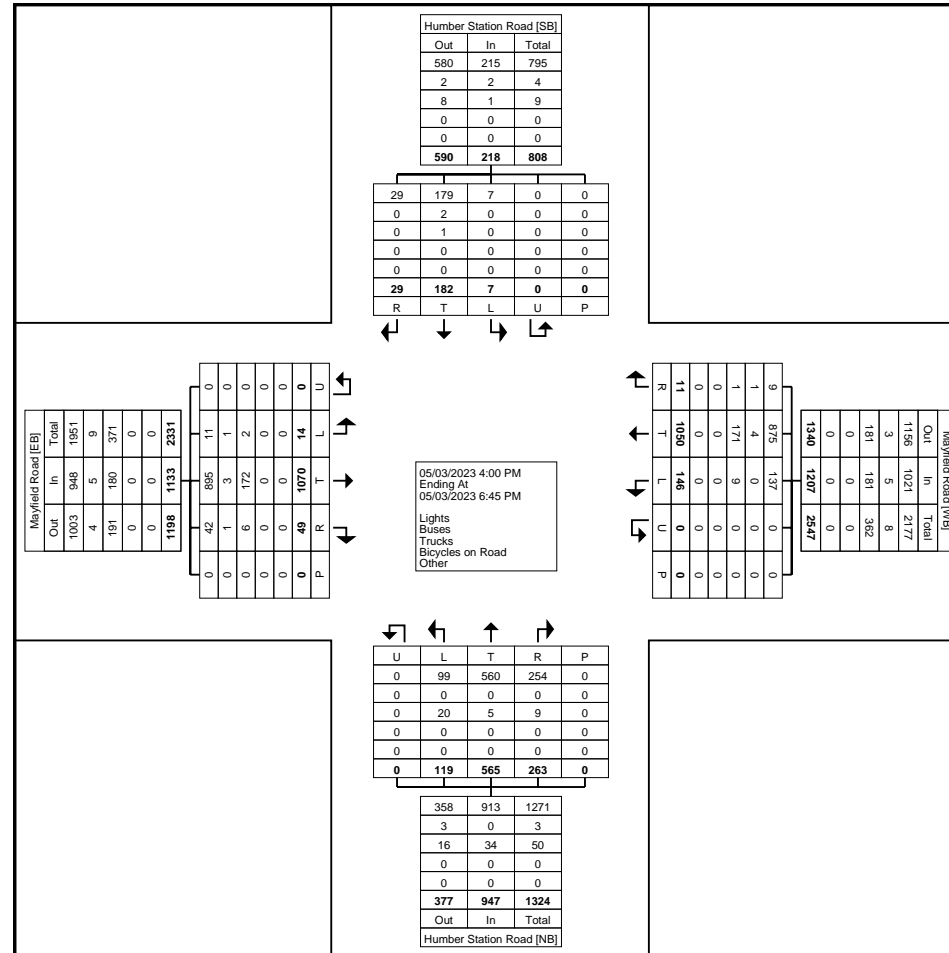 Humber Station Road [SB]
Out In Total
580 215 795
2 2 4
8 1 9
0 0 0
0 0 0
590 218 808
29 179 7 0 0
0 2 0 0 0
0 1 0 0 0
0 0 0 0 0
0 0 0 0 0
29 182 7 0 0
R T L U P
Mayfield Road [EB]
Out In Total
1003 948 1951
4 5 9
191 180 371
0 0 0
0 0 0
1198 1133 2331
0 42 895 11 0
0 1 3 1 0
0 6 172 2 0
0 0 0 0 0
0 0 0 0 0
0 49 1070 14 0
P R T L U
05/03/2023 4:00 PM
Ending At
05/03/2023 6:45 PM
Lights
Buses
Trucks
Bicycles on Road
Other
Mayfield Road [WB]
Out In Total
1156 1021 2177
3 5 8
181 181 362
0 0 0
0 0 0
1340 1207 2547
9 875 137 0 0
1 4 0 0 0
1 171 9 0 0
0 0 0 0 0
0 0 0 0 0
11 1050 146 0 0
R T L U P
U L T R P
0 99 560 254 0
0 0 0 0 0
0 20 5 9 0
0 0 0 0 0
0 0 0 0 0
0 119 565 263 0
358 913 1271
3 0 3
16 34 50
0 0 0
0 0 0
377 947 1324
Out In Total
Humber Station Road [NB]